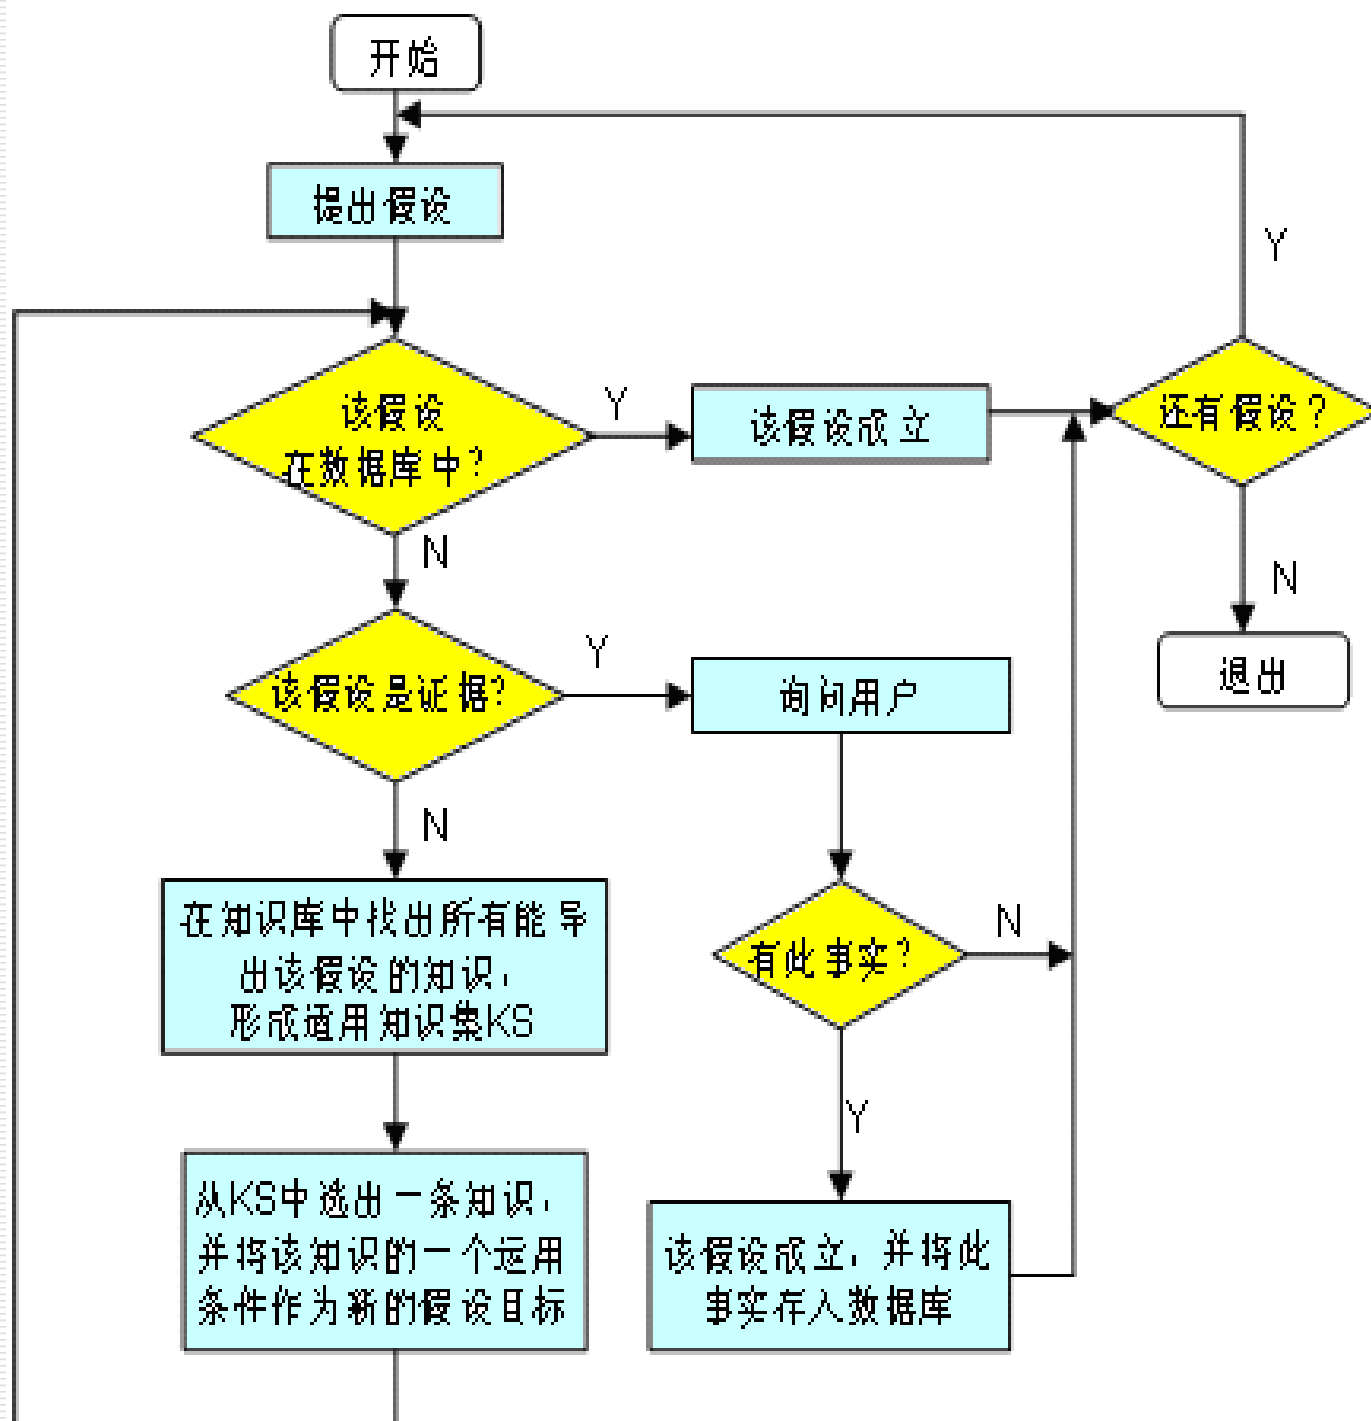 开始
提出假设
Y
该假设
在数据库中?
Y
该假设成立
还有假设?
N
N
退出
该假设是证据?
Y
询问用户
N
在知识库中找出所有能导
出该假设的知识,
形成适用知识集KS
有此事实?
N
Y
从KS中选出一条知识,
并将该知识的一个运用
条件作为新的假设目标
该假设成立, 并将此
事实存入数据库